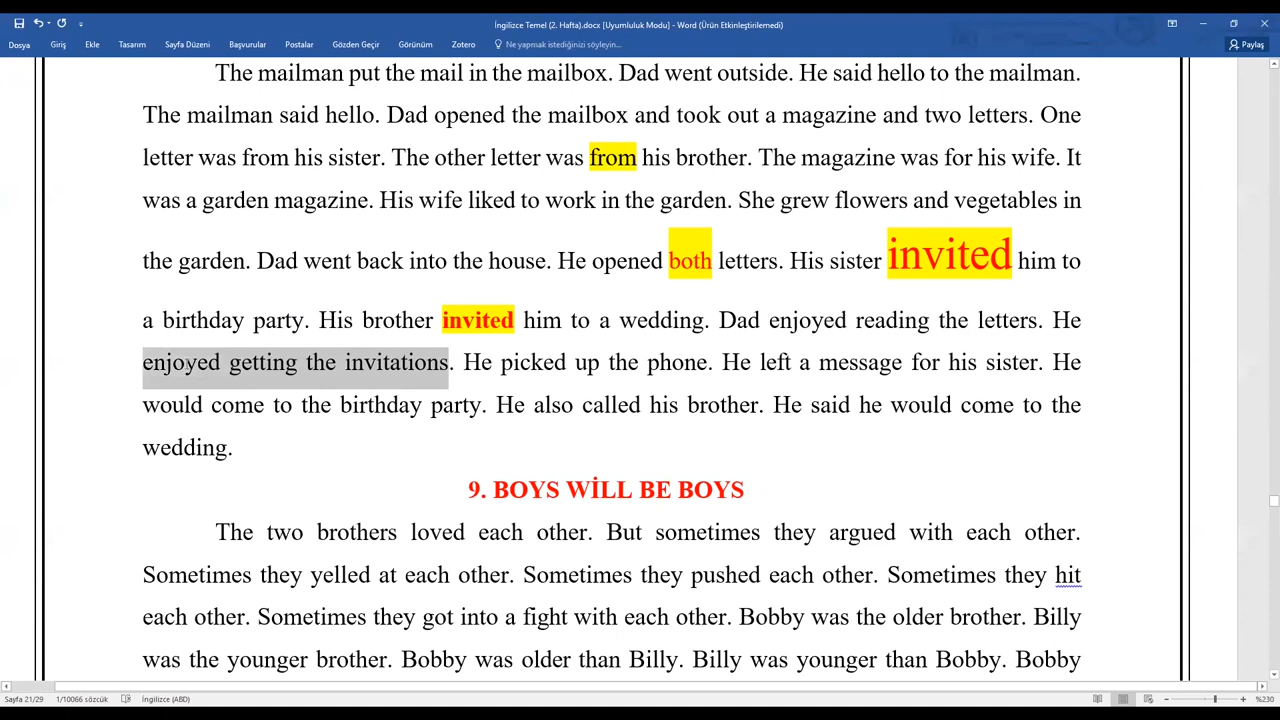 İngilizce Temel (2. Hafta).docx [Uyumluluk Modu] - Word (Ürün Etkinleştirilemedi)
Dosya Giriş Ekle Tasarım Sayfa Düzeni Başvurular Postalar Gözden Geçir Görünüm Zotero Ne yapmak istediğinizi söyleyin... Paylaş
The mailman put the mail in the mailbox. Dad went outside. He said hello to the mailman.
The mailman said hello. Dad opened the mailbox and took out a magazine and two letters. One
letter was from his sister. The other letter was from his brother. The magazine was for his wife. It
was a garden magazine. His wife liked to work in the garden. She grew flowers and vegetables in
the garden. Dad went back into the house. He opened both letters. His sister invited him to
a birthday party. His brother invited him to a wedding. Dad enjoyed reading the letters. He
enjoyed getting the invitations. He picked up the phone. He left a message for his sister. He
would come to the birthday party. He also called his brother. He said he would come to the
wedding.
9. BOYS WİLL BE BOYS
The two brothers loved each other. But sometimes they argued with each other.
Sometimes they yelled at each other. Sometimes they pushed each other. Sometimes they hit
each other. Sometimes they got into a fight with each other. Bobby was the older brother. Billy
was the younger brother. Bobby was older than Billy. Billy was younger than Bobby. Bobby
Sayfa 21/29 1/10066 sözcük İngilizce (ABD) %230